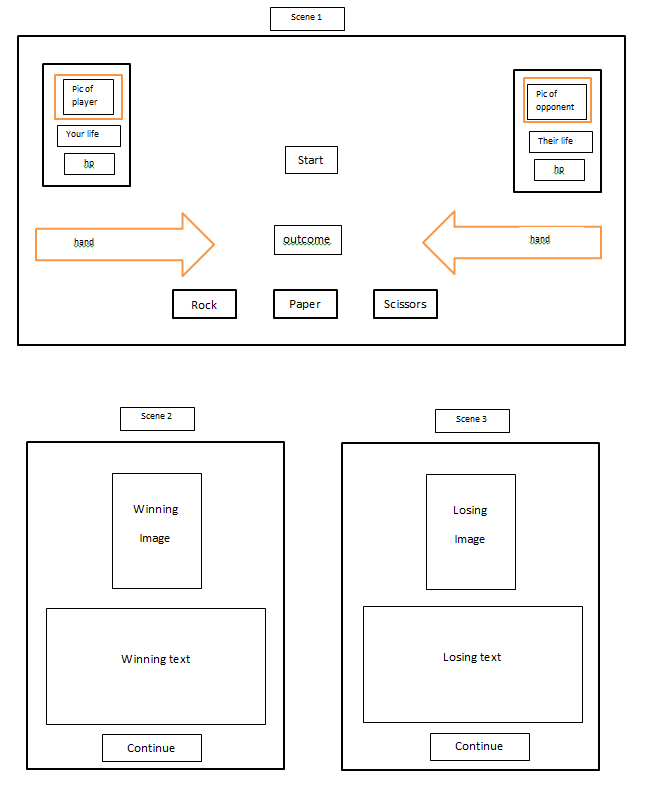 Scene 1
Pic of
player
Your life
hp
Pic of
opponent
Their life
hp
Start
hand
outcome
hand
Rock
Paper
Scissors
Scene 2
Winning
Image
Winning text
Continue
Scene 3
Losing
Image
Losing text
Continue